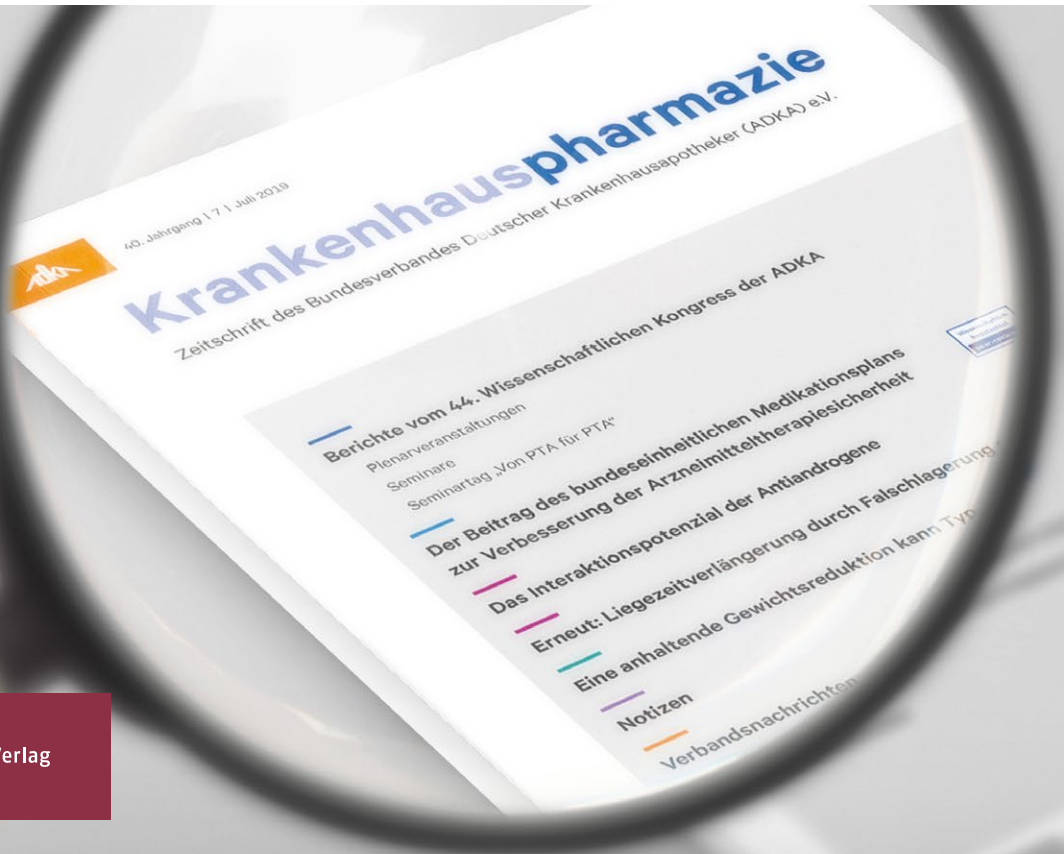 40. Jahrgang | 7 | Juli 2019
adka
Krankenhauspharmazie
Zeitschrift des Bundesverbandes Deutscher Krankenhausapotheker (ADKA) e.V.
Berichte vom 44. Wissenschaftlichen Kongress der ADKA
Plenarveranstaltungen
Seminare
Seminartag „Von PTA für PTA“
Der Beitrag des bundeseinheitlichen Medikationsplans
zur Verbesserung der Arzneimitteltherapiesicherheit
Das Interaktionspotenzial der Antiandrogene
Erneut: Liegezeitverlängerung durch Falschlagerung
Eine anhaltende Gewichtsreduktion kann Typ
Notizen
Verbandsnachrichten
erlag